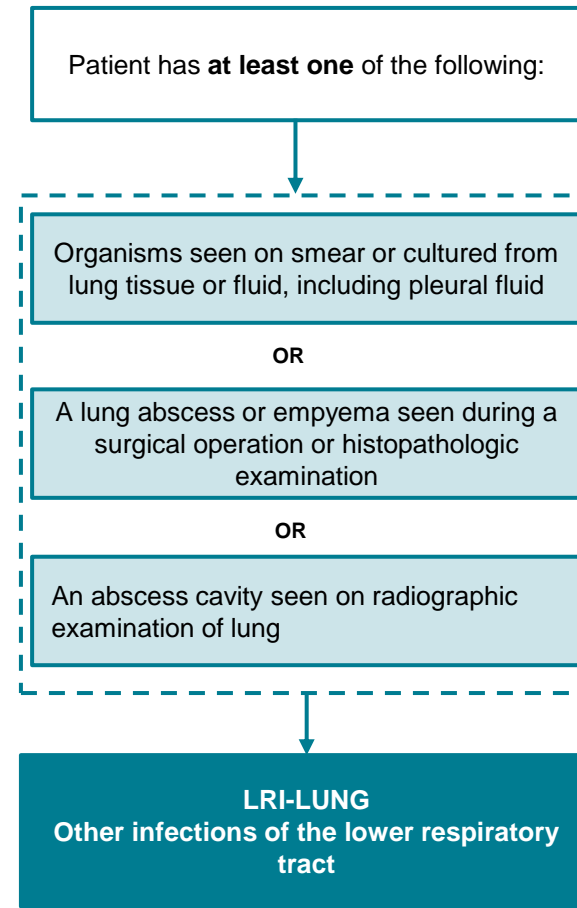 Patient has at least one of the following:
Organisms seen on smear or cultured from
lung tissue or fluid, including pleural fluid
OR
A lung abscess or empyema seen during a
surgical operation or histopathologic
examination
OR
An abscess cavity seen on radiographic
examination of lung
LRI-LUNG
Other infections of the lower respiratory
tract